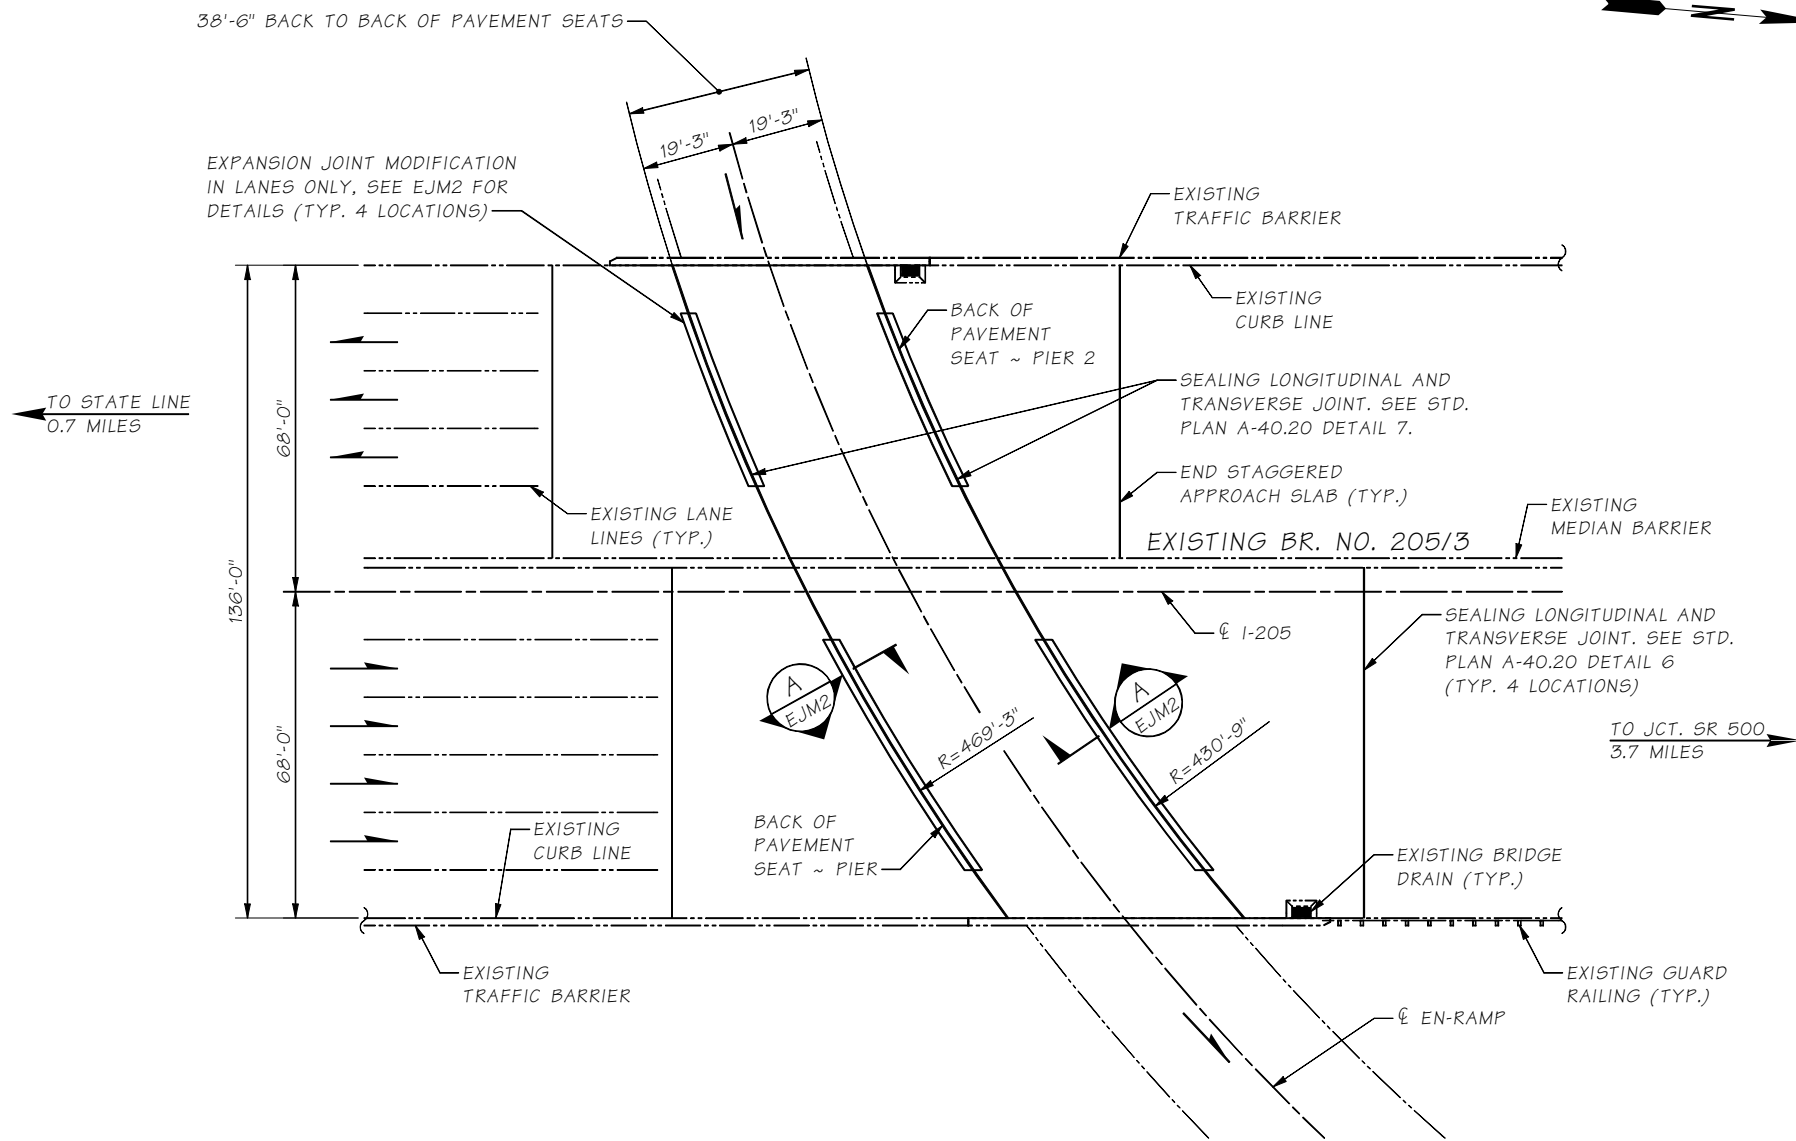 38'-6" BACK TO BACK OF PAVEMENT SEATS
N
19'-3"
19'-3"
EXPANSION JOINT MODIFICATION
IN LANES ONLY, SEE EJM2 FOR
DETAILS (TYP. 4 LOCATIONS)
EXISTING
TRAFFIC BARRIER
EXISTING
CURB LINE
BACK OF
PAVEMENT
SEAT ~ PIER 2
SEALING LONGITUDINAL AND
TRANSVERSE JOINT. SEE STD.
PLAN A-40.20 DETAIL 7.
TO STATE LINE
0.7 MILES
68'-0"
END STAGGERED
APPROACH SLAB (TYP.)
EXISTING LANE
LINES (TYP.)
EXISTING
MEDIAN BARRIER
EXISTING BR. NO. 205/3
136'-0"
℄ I-205
SEALING LONGITUDINAL AND
TRANSVERSE JOINT. SEE STD.
PLAN A-40.20 DETAIL 6
(TYP. 4 LOCATIONS)
A
EJM2
A
EJM2
R=469'-3"
R=430'-9"
68'-0"
TO JCT. SR 500
3.7 MILES
BACK OF
PAVEMENT
SEAT ~ PIER
EXISTING
CURB LINE
EXISTING BRIDGE
DRAIN (TYP.)
EXISTING
TRAFFIC BARRIER
EXISTING GUARD
RAILING (TYP.)
℄ EN-RAMP